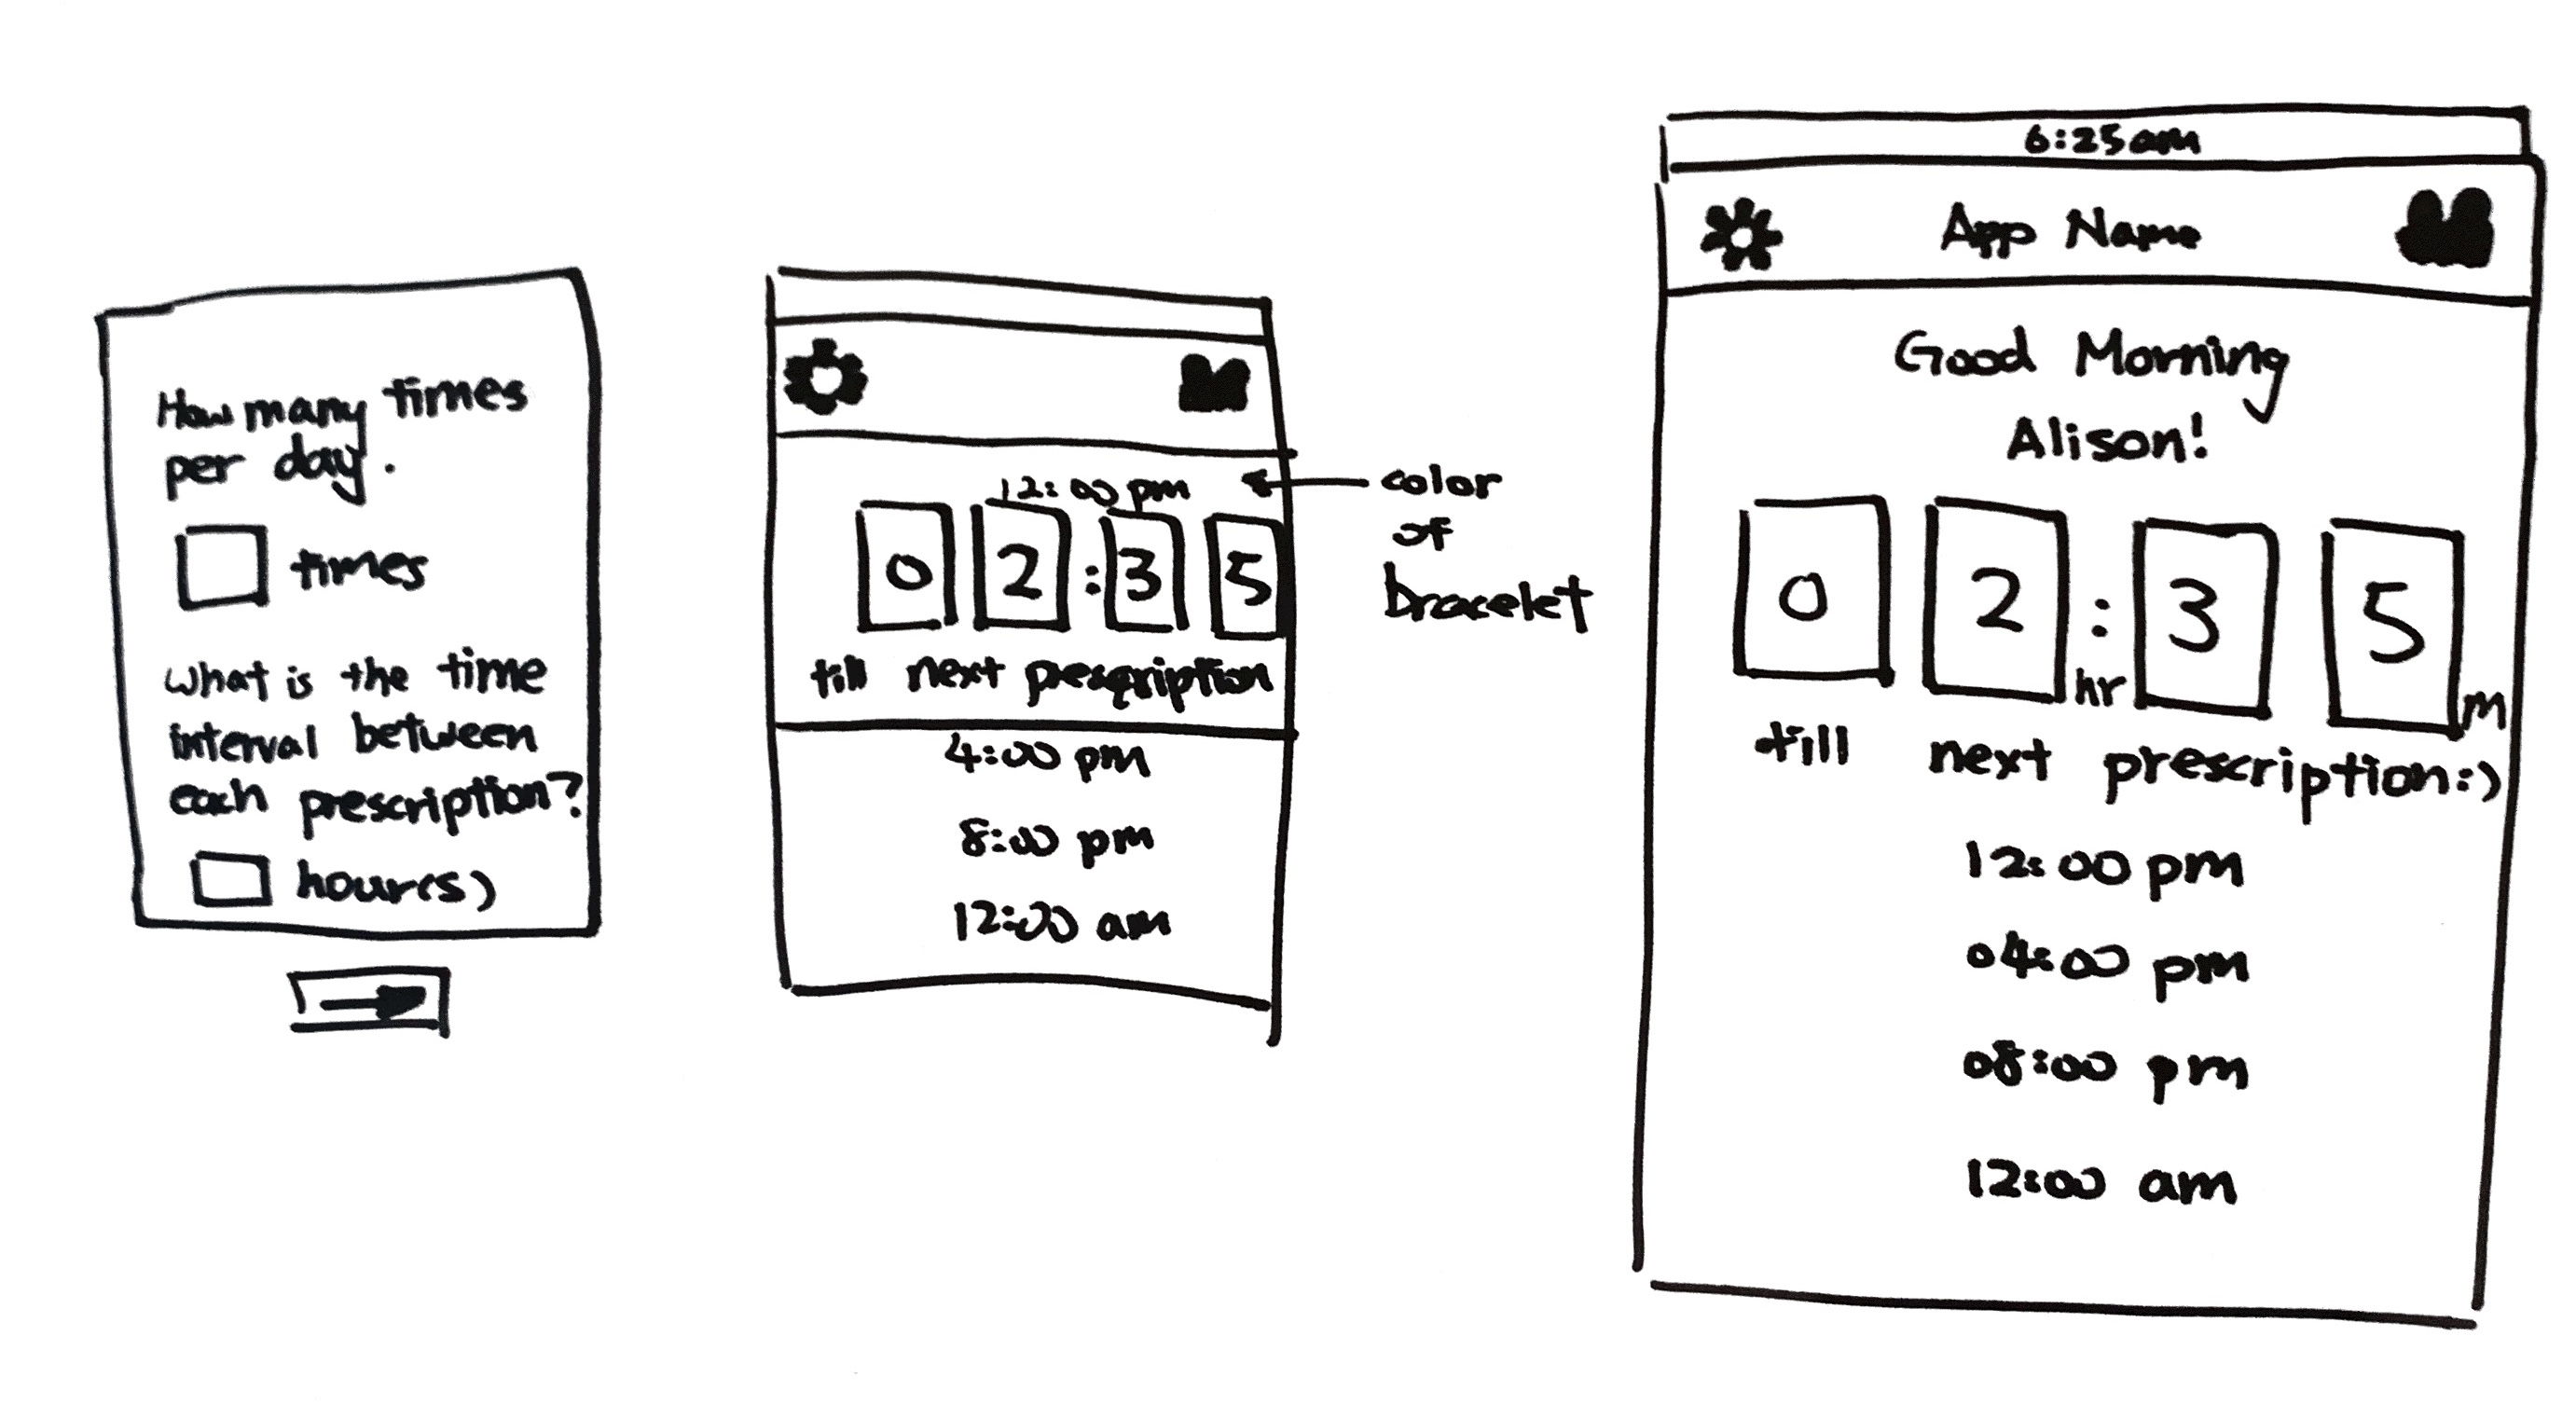 How many times
per day.
times
What is the time
interval between
each prescription?
hour(s)
12:00 pm
0 2 : 3 5
till next prescription
4:00 pm
8:00 pm
12:00 am
color
of
bracelet
6:25am
App Name
Good Morning
Alison!
0 2 hr : 3 5 m
till next prescription:)
12:00 pm
04:00 pm
08:00 pm
12:00 am